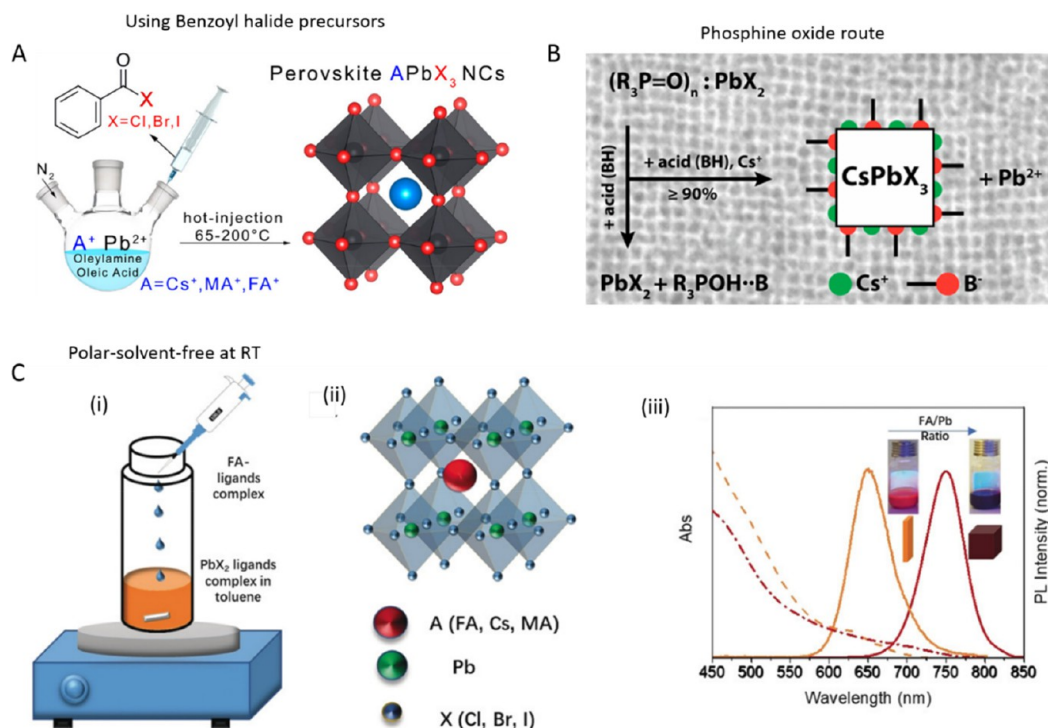 Using Benzoyl halide precursors
A
O
X
X=Cl,Br,I
N2
A+ Pb2+
Oleylamine
Oleic Acid
hot-injection
65-200°C
A=Cs+,MA+,FA+
Perovskite APbX3 NCs
Phosphine oxide route
B
(R3P=O)n : PbX2
+ acid (BH)
+ acid (BH), Cs+
≥ 90%
CsPbX3
+ Pb2+
PbX2 + R3POH··B
Cs+
B-
Polar-solvent-free at RT
C
(i)
FA-
ligands
complex
PbX2 ligands
complex in
toluene
(ii)
A (FA, Cs, MA)
Pb
X (Cl, Br, I)
(iii)
FA/Pb
Ratio
Abs
PL Intensity (norm.)
450 500 550 600 650 700 750 800 850
Wavelength (nm)